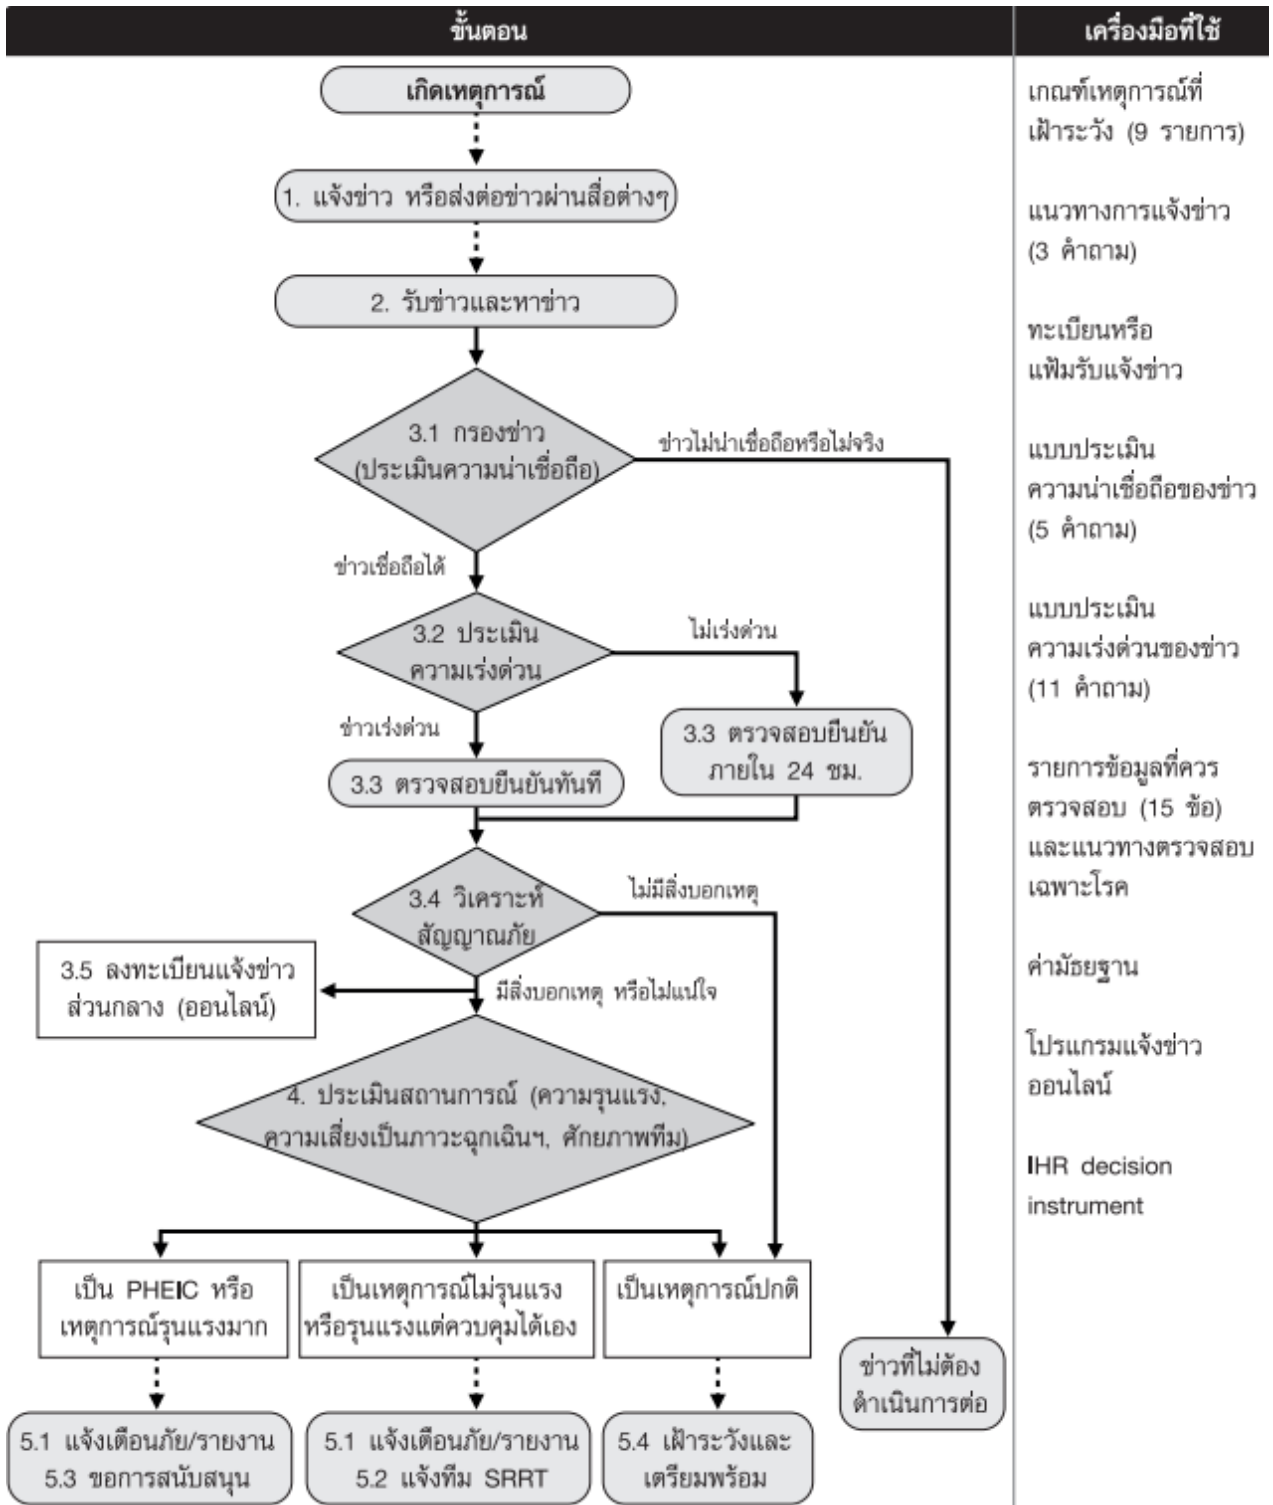 ขั้นตอน
เครื่องมือที่ใช้
เกิดเหตุการณ์
1. แจ้งข่าว หรือส่งต่อข่าวผ่านสื่อต่างๆ
2. รับข่าวและหาข่าว
3.1 กรองข่าว
(ประเมินความน่าเชื่อถือ)
ข่าวไม่น่าเชื่อถือหรือไม่จริง
ข่าวเชื่อถือได้
3.2 ประเมิน
ความเร่งด่วน
ไม่เร่งด่วน
ข่าวเร่งด่วน
3.3 ตรวจสอบยืนยัน
ภายใน 24 ชม.
3.3 ตรวจสอบยืนยันทันที
3.4 วิเคราะห์
สัญญาณภัย
ไม่มีสิ่งบอกเหตุ
3.5 ลงทะเบียนแจ้งข่าว
ส่วนกลาง (ออนไลน์)
มีสิ่งบอกเหตุ หรือไม่แน่ใจ
4. ประเมินสถานการณ์ (ความรุนแรง,
ความเสี่ยงเป็นภาวะฉุกเฉินฯ, ศักยภาพทีม)
เป็น PHEIC หรือ
เหตุการณ์รุนแรงมาก
เป็นเหตุการณ์ไม่รุนแรง
หรือรุนแรงแต่ควบคุมได้เอง
เป็นเหตุการณ์ปกติ
ข่าวที่ไม่ต้อง
ดำเนินการต่อ
5.1 แจ้งเตือนภัย/รายงาน
5.3 ขอการสนับสนุน
5.1 แจ้งเตือนภัย/รายงาน
5.2 แจ้งทีม SRRT
5.4 เฝ้าระวังและ
เตรียมพร้อม
เกณฑ์เหตุการณ์ที่
เฝ้าระวัง (9 รายการ)
แนวทางการแจ้งข่าว
(3 คำถาม)
ทะเบียนหรือ
แฟ้มรับแจ้งข่าว
แบบประเมิน
ความน่าเชื่อถือของข่าว
(5 คำถาม)
แบบประเมิน
ความเร่งด่วนของข่าว
(11 คำถาม)
รายการข้อมูลที่ควร
ตรวจสอบ (15 ข้อ)
และแนวทางตรวจสอบ
เฉพาะโรค
ค่ามัธยฐาน
โปรแกรมแจ้งข่าว
ออนไลน์
IHR decision
instrument